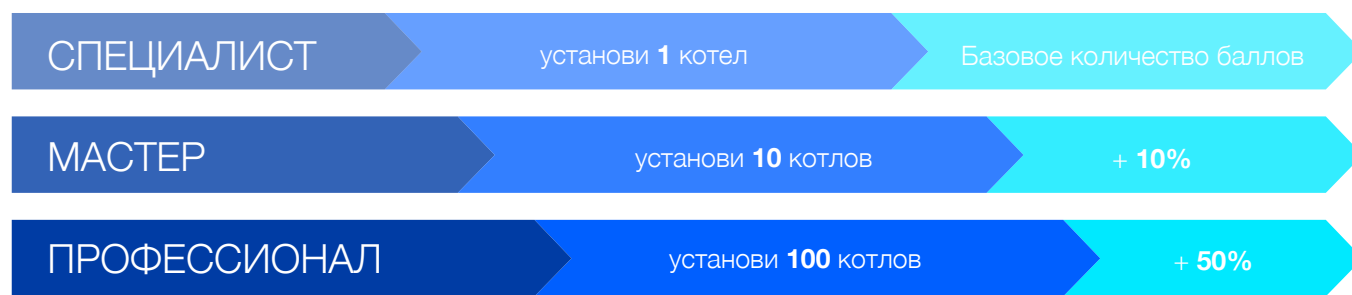 СПЕЦИАЛИСТ установи 1 котел Базовое количество баллов
МАСТЕР установи 10 котлов + 10%
ПРОФЕССИОНАЛ установи 100 котлов + 50%